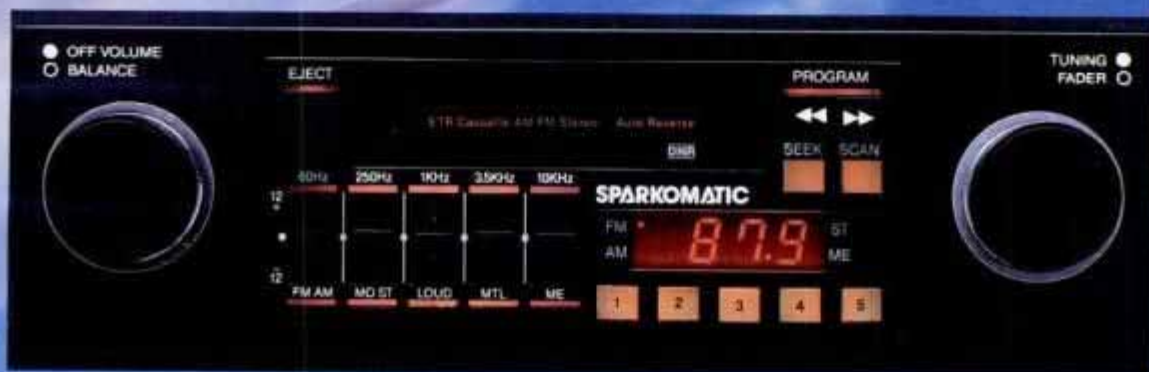 OFF VOLUME
BALANCE
EJECT
PROGRAM
TUNING
FADER
ETR Cassette AM FM Stereo Auto Reverse
DNR
SEEK SCAN
60Hz 250Hz 1KHz 3.5KHz 10KHz
12
12
SPARKOMATIC
FM 87.9 ST
AM ME
FM AM MO ST LOUD MTL ME
1 2 3 4 5